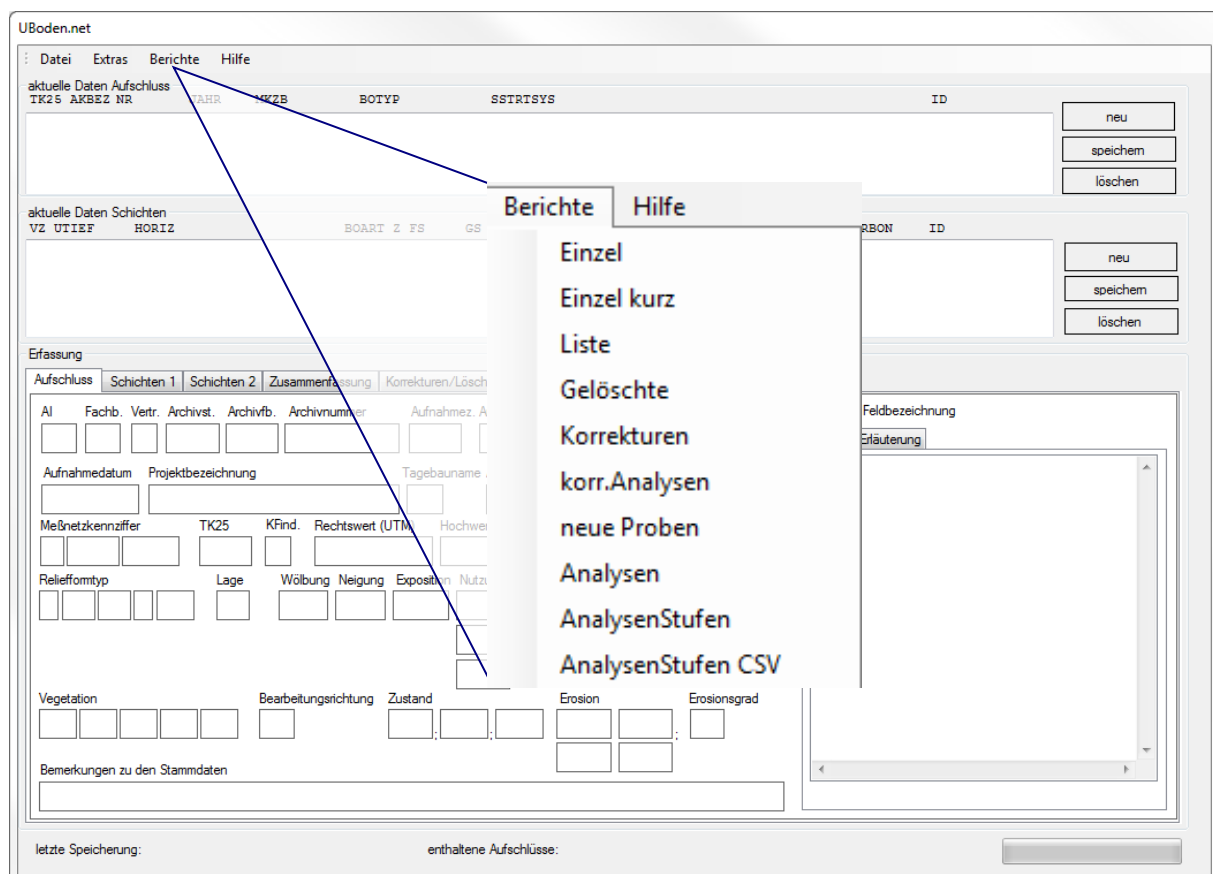 UBoden.net
Datei Extras Berichte Hilfe
aktuelle Daten Aufschluss
TK25 AKBEZ NR JAHR MKZB BOTYP SSTRTSYS ID
neu
speichern
löschen
aktuelle Daten Schichten
VZ UTIEF HORIZ BOART Z FS GS RBON ID
neu
speichern
löschen
Berichte Hilfe
Einzel
Einzel kurz
Liste
Gelöschte
Korrekturen
korr.Analysen
neue Proben
Analysen
AnalysenStufen
AnalysenStufen CSV
Erfassung
Aufschluss Schichten 1 Schichten 2 Zusammenfassung Korrekturen/Lösch
AI Fachb. Vertr. Archivst. Archivfb. Archivnummer Aufnahmez. A
Feldbezeichnung
Erläuterung
Aufnahmedatum Projektbezeichnung Tagebauname
Meßnetzkennziffer TK25 KFind. Rechtswert (UTM) Hochwer
Reliefformtyp Lage Wölbung Neigung Exposition Nutzu
Vegetation Bearbeitungsrichtung Zustand Erosion Erosionsgrad
; ; ;
Bemerkungen zu den Stammdaten
letzte Speicherung: enthaltene Aufschlüsse: